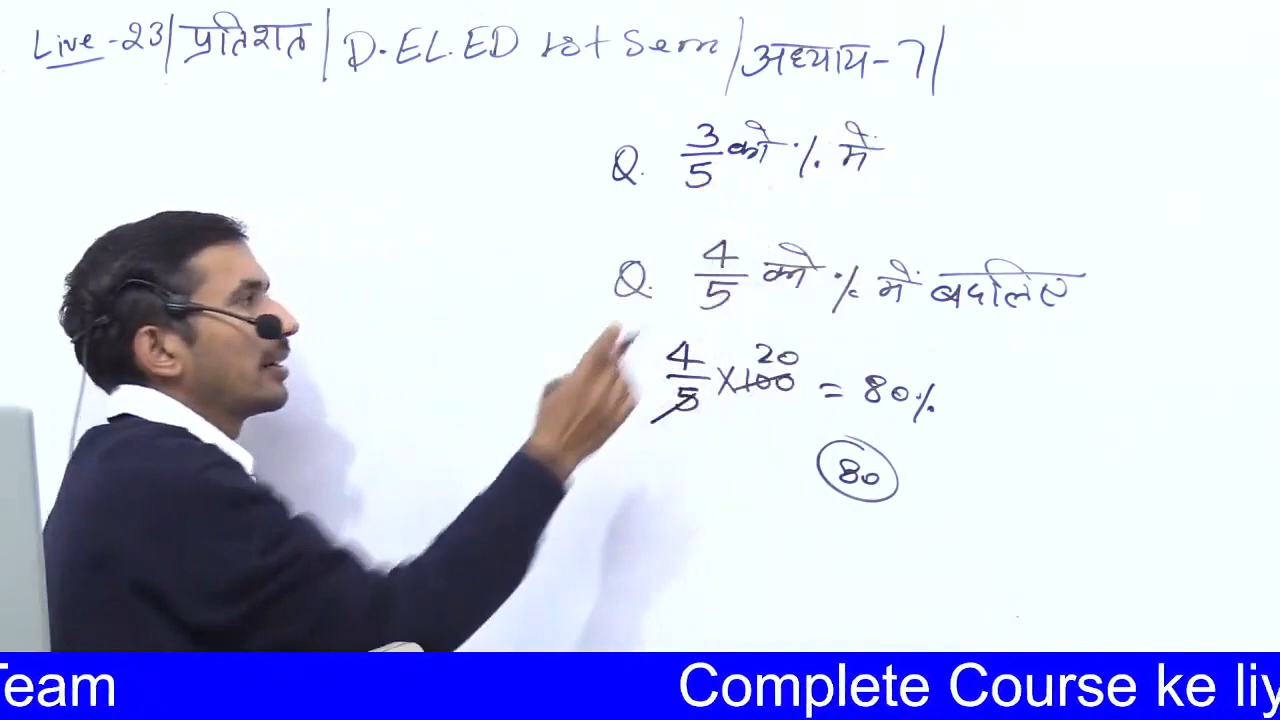 Live-23/ प्रतिशत / D.EL.ED 1st Sem / अध्याय-7/
Q. 3/5 को % में
Q. 4/5 को % में बदलिए
4/5 × 100 20 = 80%
80
Team Complete Course ke liy